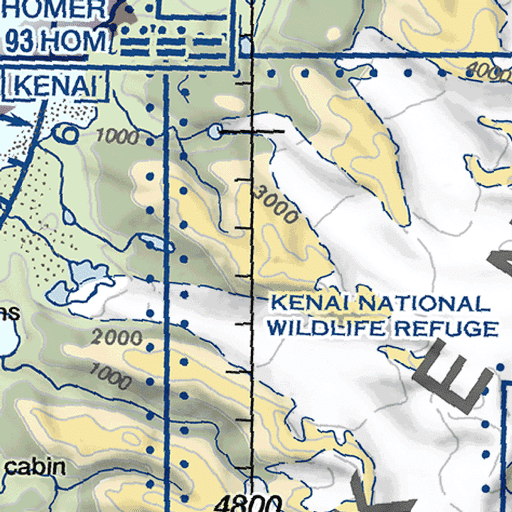 HOMER
93 HOM
KENAI
4000
1000
3000
KENAI NATIONAL
WILDLIFE REFUGE
2000
1000
E
K
cabin
4800